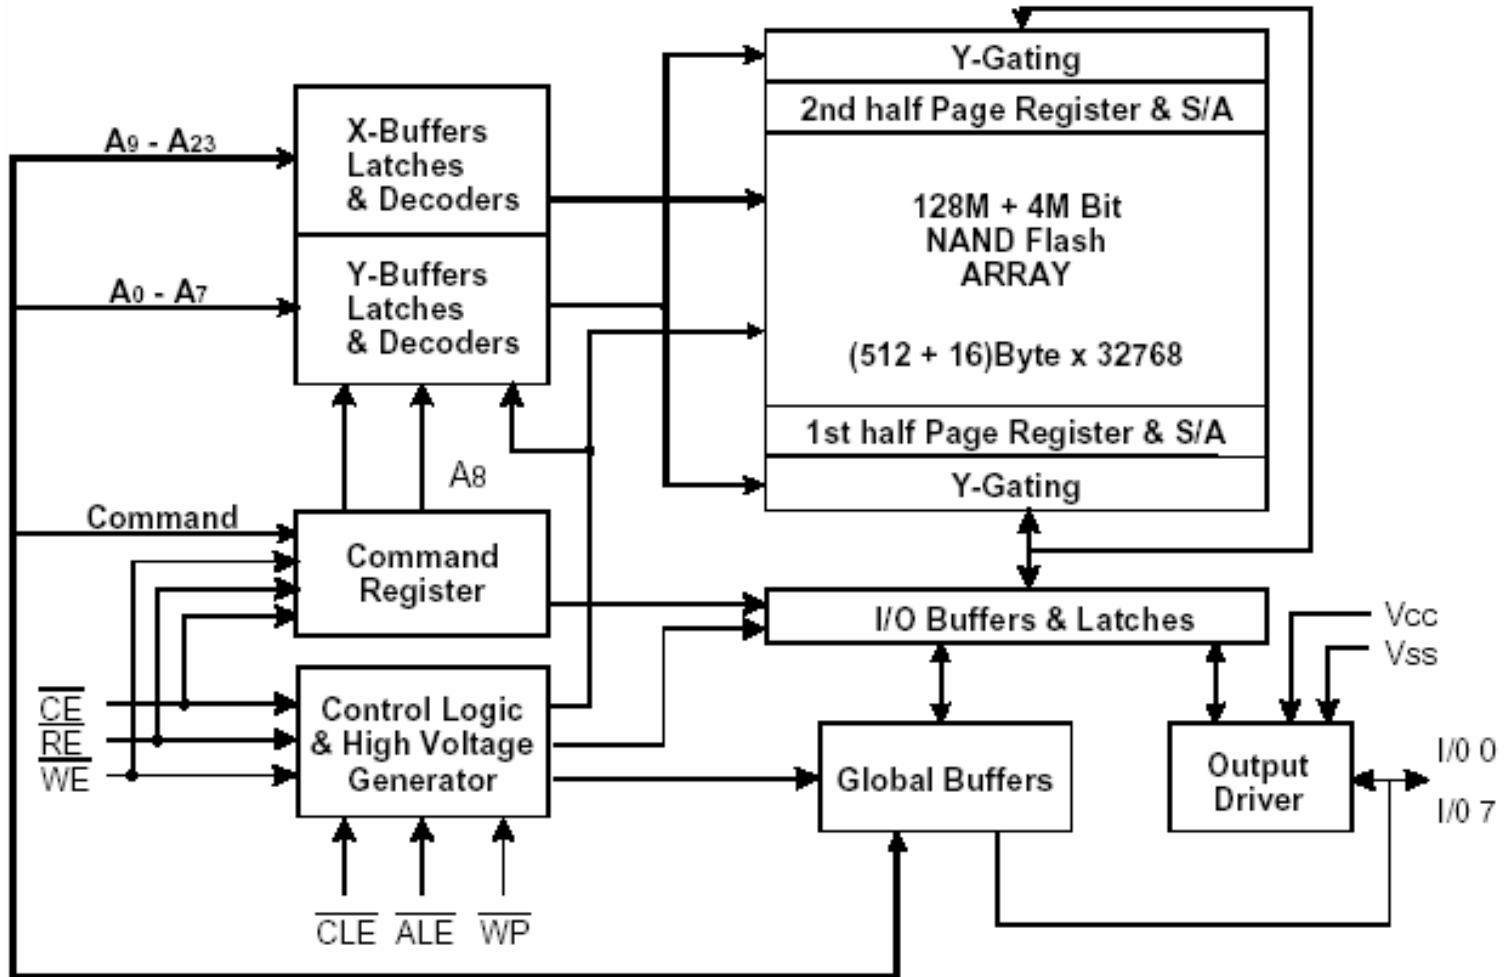 Y-Gating
2nd half Page Register & S/A
A9 - A23
X-Buffers
Latches
& Decoders
128M + 4M Bit
NAND Flash
ARRAY
A0 - A7
Y-Buffers
Latches
& Decoders
(512 + 16)Byte x 32768
1st half Page Register & S/A
A8
Y-Gating
Command
Command
Register
I/O Buffers & Latches
Vcc
Vss
CE
RE
WE
Control Logic
& High Voltage
Generator
Global Buffers
Output
Driver
I/0 0
I/0 7
CLE
ALE
WP